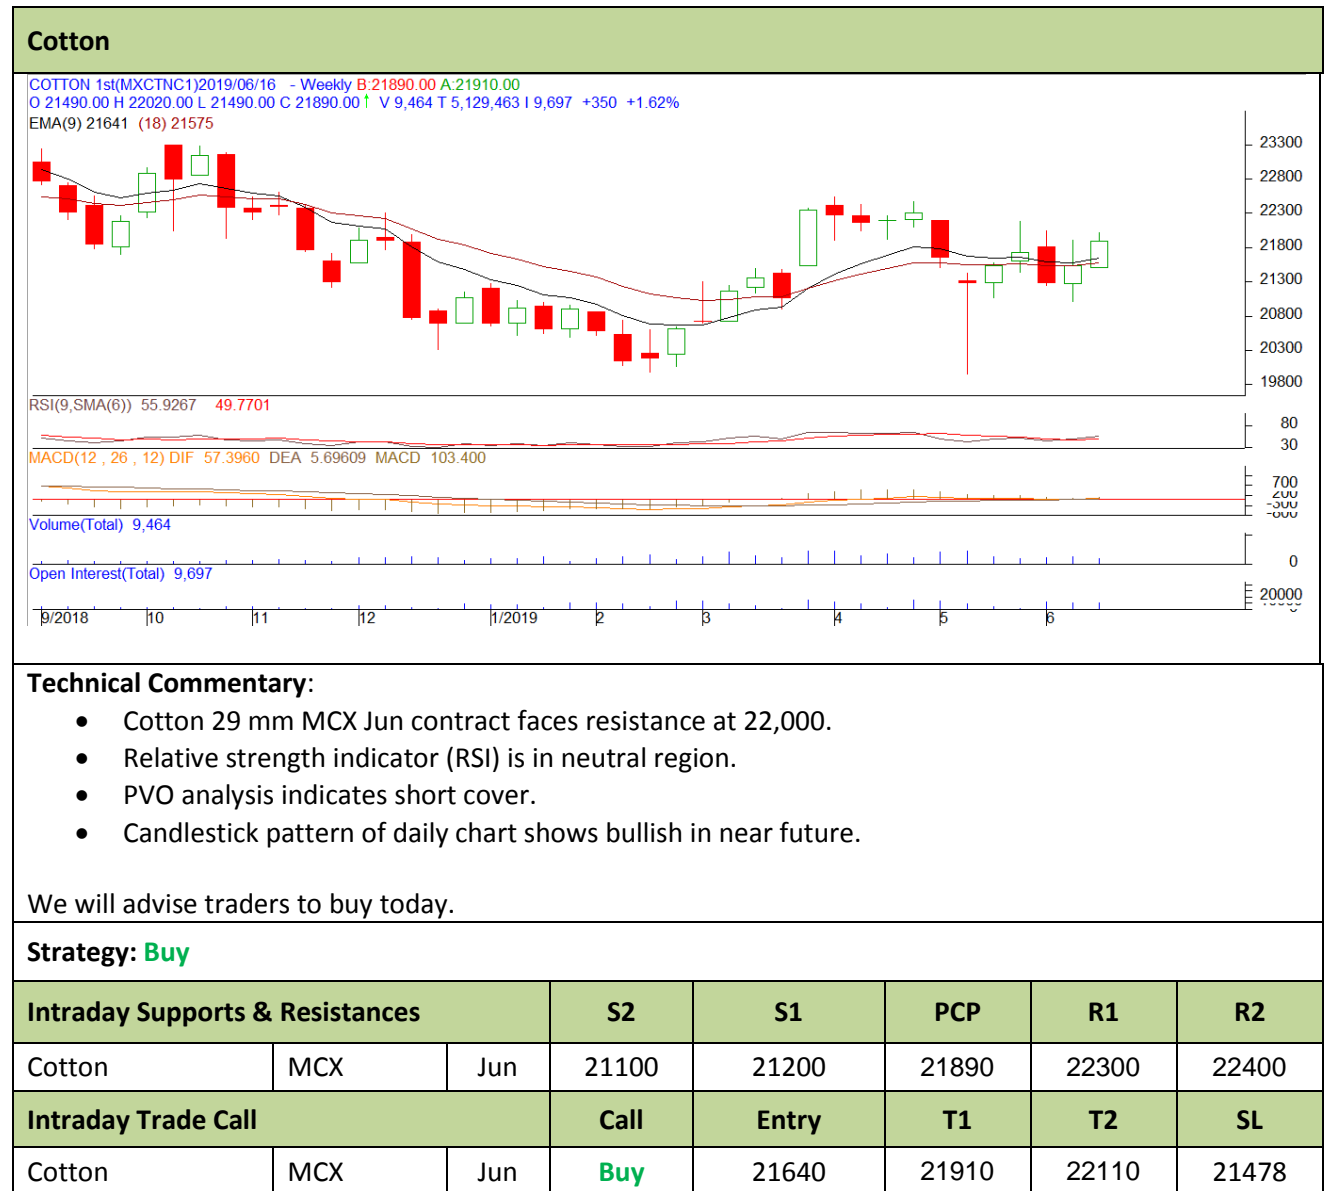 Cotton
COTTON 1st(MXCTNC1)2019/06/16 - Weekly B:21890.00 A:21910.00
O 21490.00 H 22020.00 L 21490.00 C 21890.00↑ V 9,464 T 5,129,463 I 9,697 +350 +1.62%
EMA(9) 21641 (18) 21575
23300
22800
22300
21800
21300
20800
20300
19800
RSI(9,SMA(6)) 55.9267 49.7701
80
30
MACD(12 , 26 , 12) DIF 57.3960 DEA 5.69609 MACD 103.400
700
200
-300
-800
Volume(Total) 9,464
0
Open Interest(Total) 9,697
20000
9/2018 10 11 12 1/2019 2 3 4 5 6
Technical Commentary:
• Cotton 29 mm MCX Jun contract faces resistance at 22,000.
• Relative strength indicator (RSI) is in neutral region.
• PVO analysis indicates short cover.
• Candlestick pattern of daily chart shows bullish in near future.
We will advise traders to buy today.
Strategy: Buy
Intraday Supports & Resistances S2 S1 PCP R1 R2
Cotton MCX Jun 21100 21200 21890 22300 22400
Intraday Trade Call Call Entry T1 T2 SL
Cotton MCX Jun Buy 21640 21910 22110 21478